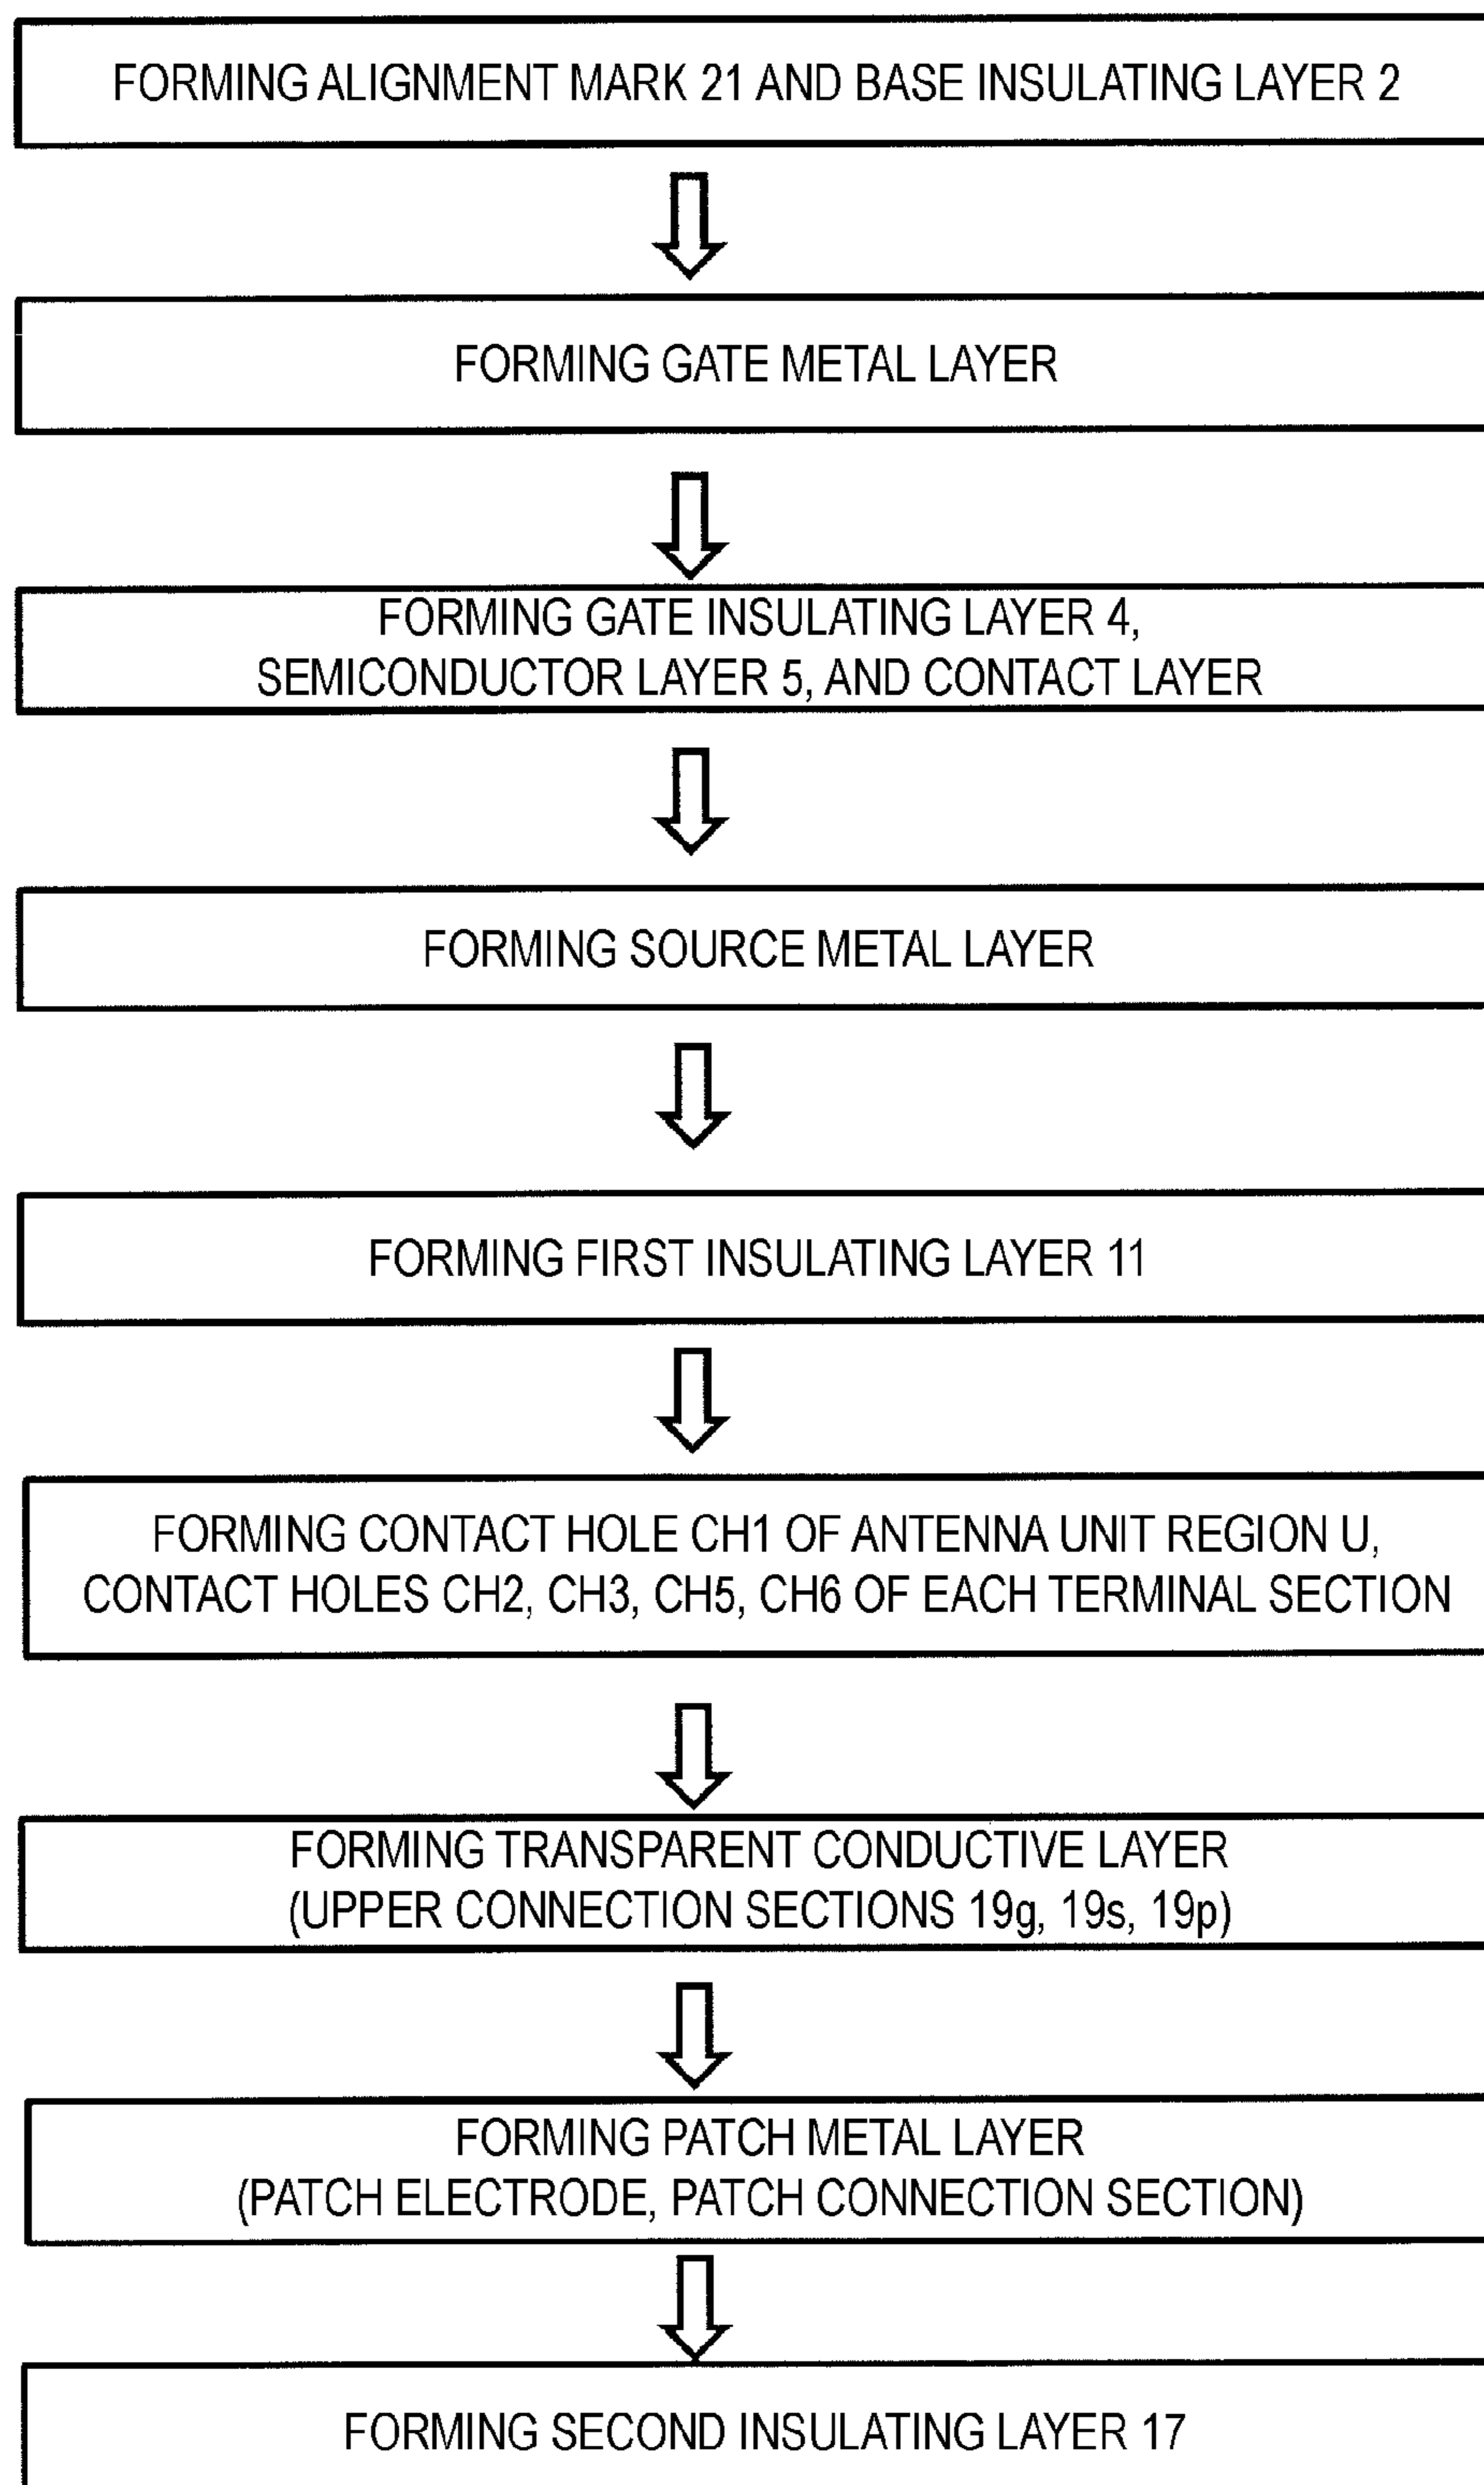 FORMING ALIGNMENT MARK 21 AND BASE INSULATING LAYER 2
FORMING GATE METAL LAYER
FORMING GATE INSULATING LAYER 4,
SEMICONDUCTOR LAYER 5, AND CONTACT LAYER
FORMING SOURCE METAL LAYER
FORMING FIRST INSULATING LAYER 11
FORMING CONTACT HOLE CH1 OF ANTENNA UNIT REGION U,
CONTACT HOLES CH2, CH3, CH5, CH6 OF EACH TERMINAL SECTION
FORMING TRANSPARENT CONDUCTIVE LAYER
(UPPER CONNECTION SECTIONS 19g, 19s, 19p)
FORMING PATCH METAL LAYER
(PATCH ELECTRODE, PATCH CONNECTION SECTION)
FORMING SECOND INSULATING LAYER 17